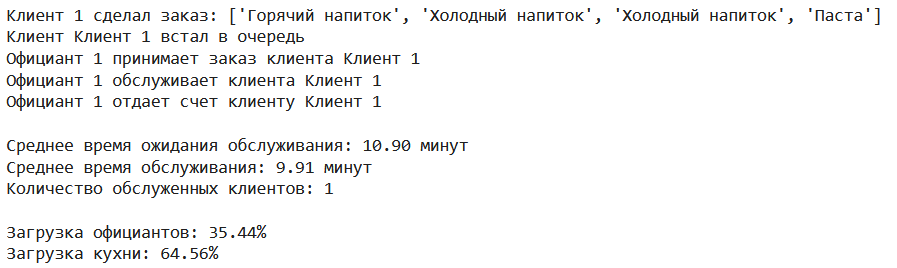 Клиент 1 сделал заказ: ['Горячий напиток', 'Холодный напиток', 'Холодный напиток', 'Паста']
Клиент Клиент 1 встал в очередь
Официант 1 принимает заказ клиента Клиент 1
Официант 1 обслуживает клиента Клиент 1
Официант 1 отдает счет клиенту Клиент 1
Среднее время ожидания обслуживания: 10.90 минут
Среднее время обслуживания: 9.91 минут
Количество обслуженных клиентов: 1
Загрузка официантов: 35.44%
Загрузка кухни: 64.56%